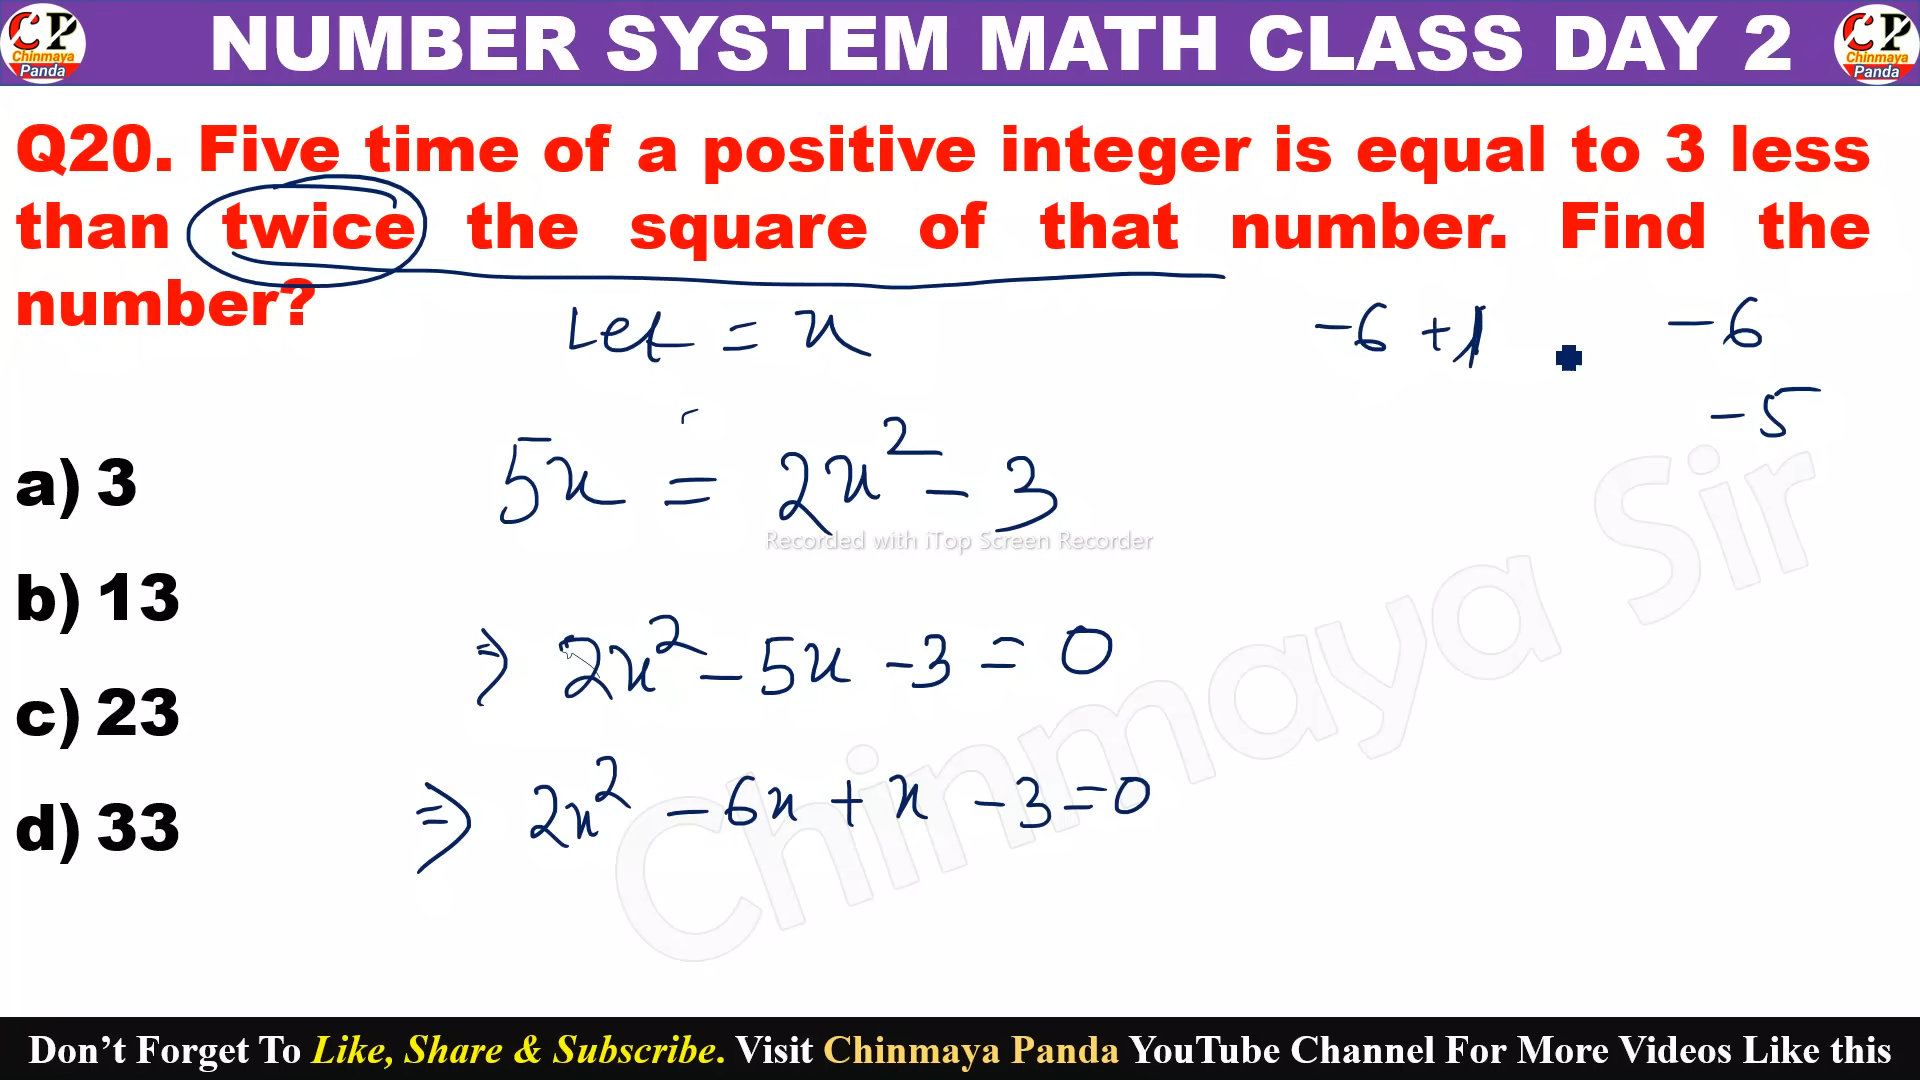 CP Chinmaya Panda
NUMBER SYSTEM MATH CLASS DAY 2
CP Chinmaya Panda
Q20. Five time of a positive integer is equal to 3 less
than twice the square of that number. Find the
number?
Let = x
-6 +1
-6
-5
a) 3
5x = 2x² - 3
Recorded with iTop Screen Recorder
b) 13
⇒ 2x² - 5x - 3 = 0
c) 23
⇒ 2x² - 6x + x - 3 = 0
d) 33
Chinmaya Sir
Don't Forget To Like, Share & Subscribe. Visit Chinmaya Panda YouTube Channel For More Videos Like this